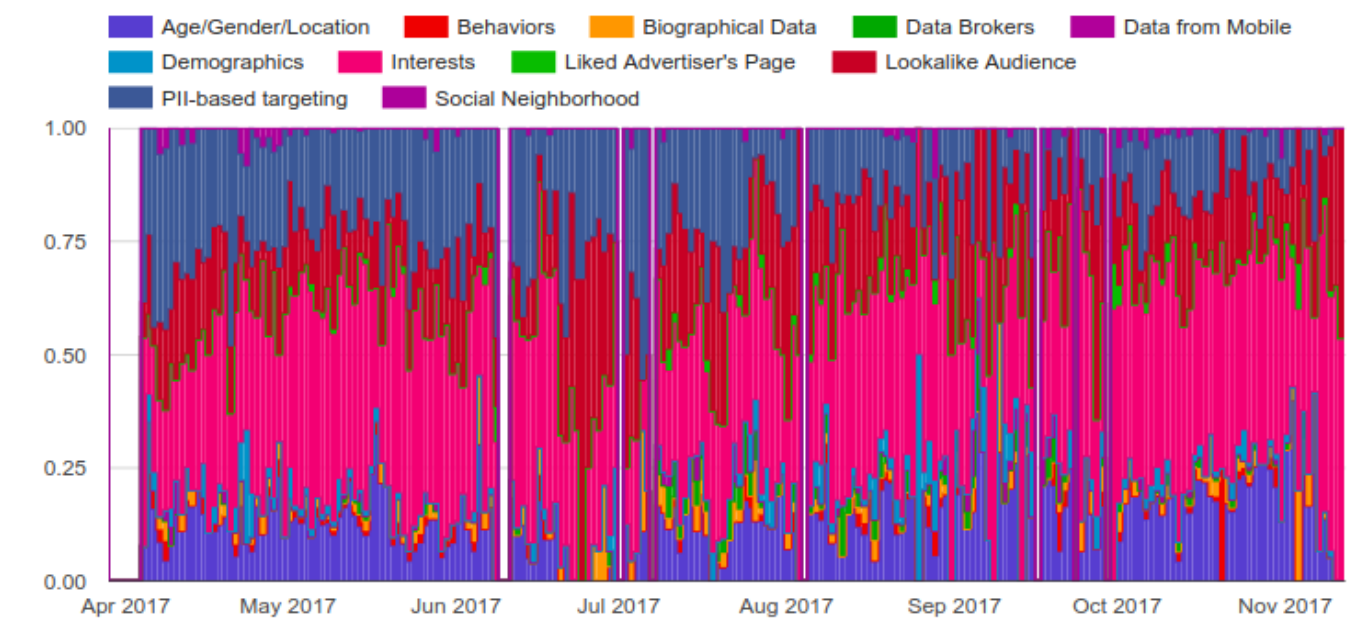 Age/Gender/Location Behaviors Biographical Data Data Brokers Data from Mobile
Demographics Interests Liked Advertiser's Page Lookalike Audience
PII-based targeting Social Neighborhood
1.00
0.75
0.50
0.25
0.00
Apr 2017 May 2017 Jun 2017 Jul 2017 Aug 2017 Sep 2017 Oct 2017 Nov 2017